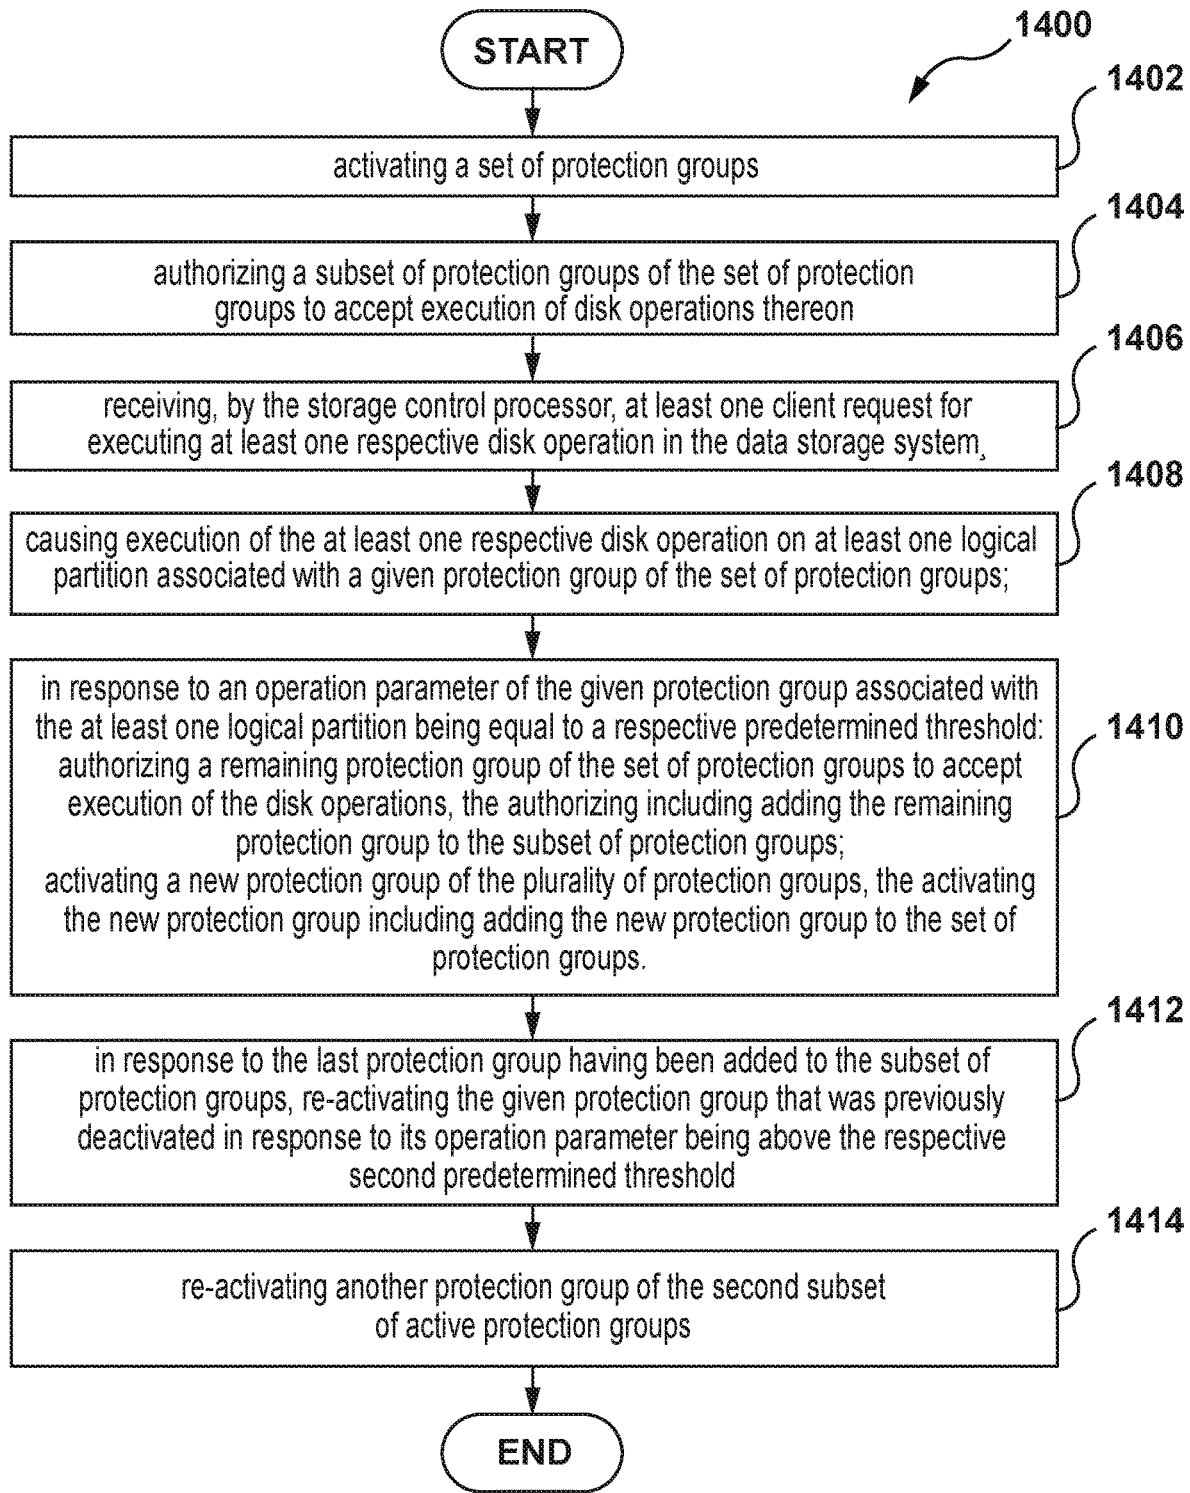 START
1400
1402
activating a set of protection groups
1404
authorizing a subset of protection groups of the set of protection
groups to accept execution of disk operations thereon
1406
receiving, by the storage control processor, at least one client request for
executing at least one respective disk operation in the data storage system¸
1408
causing execution of the at least one respective disk operation on at least one logical
partition associated with a given protection group of the set of protection groups;
1410
in response to an operation parameter of the given protection group associated with
the at least one logical partition being equal to a respective predetermined threshold:
authorizing a remaining protection group of the set of protection groups to accept
execution of the disk operations, the authorizing including adding the remaining
protection group to the subset of protection groups;
activating a new protection group of the plurality of protection groups, the activating
the new protection group including adding the new protection group to the set of
protection groups.
1412
in response to the last protection group having been added to the subset of
protection groups, re-activating the given protection group that was previously
deactivated in response to its operation parameter being above the respective
second predetermined threshold
1414
re-activating another protection group of the second subset
of active protection groups
END